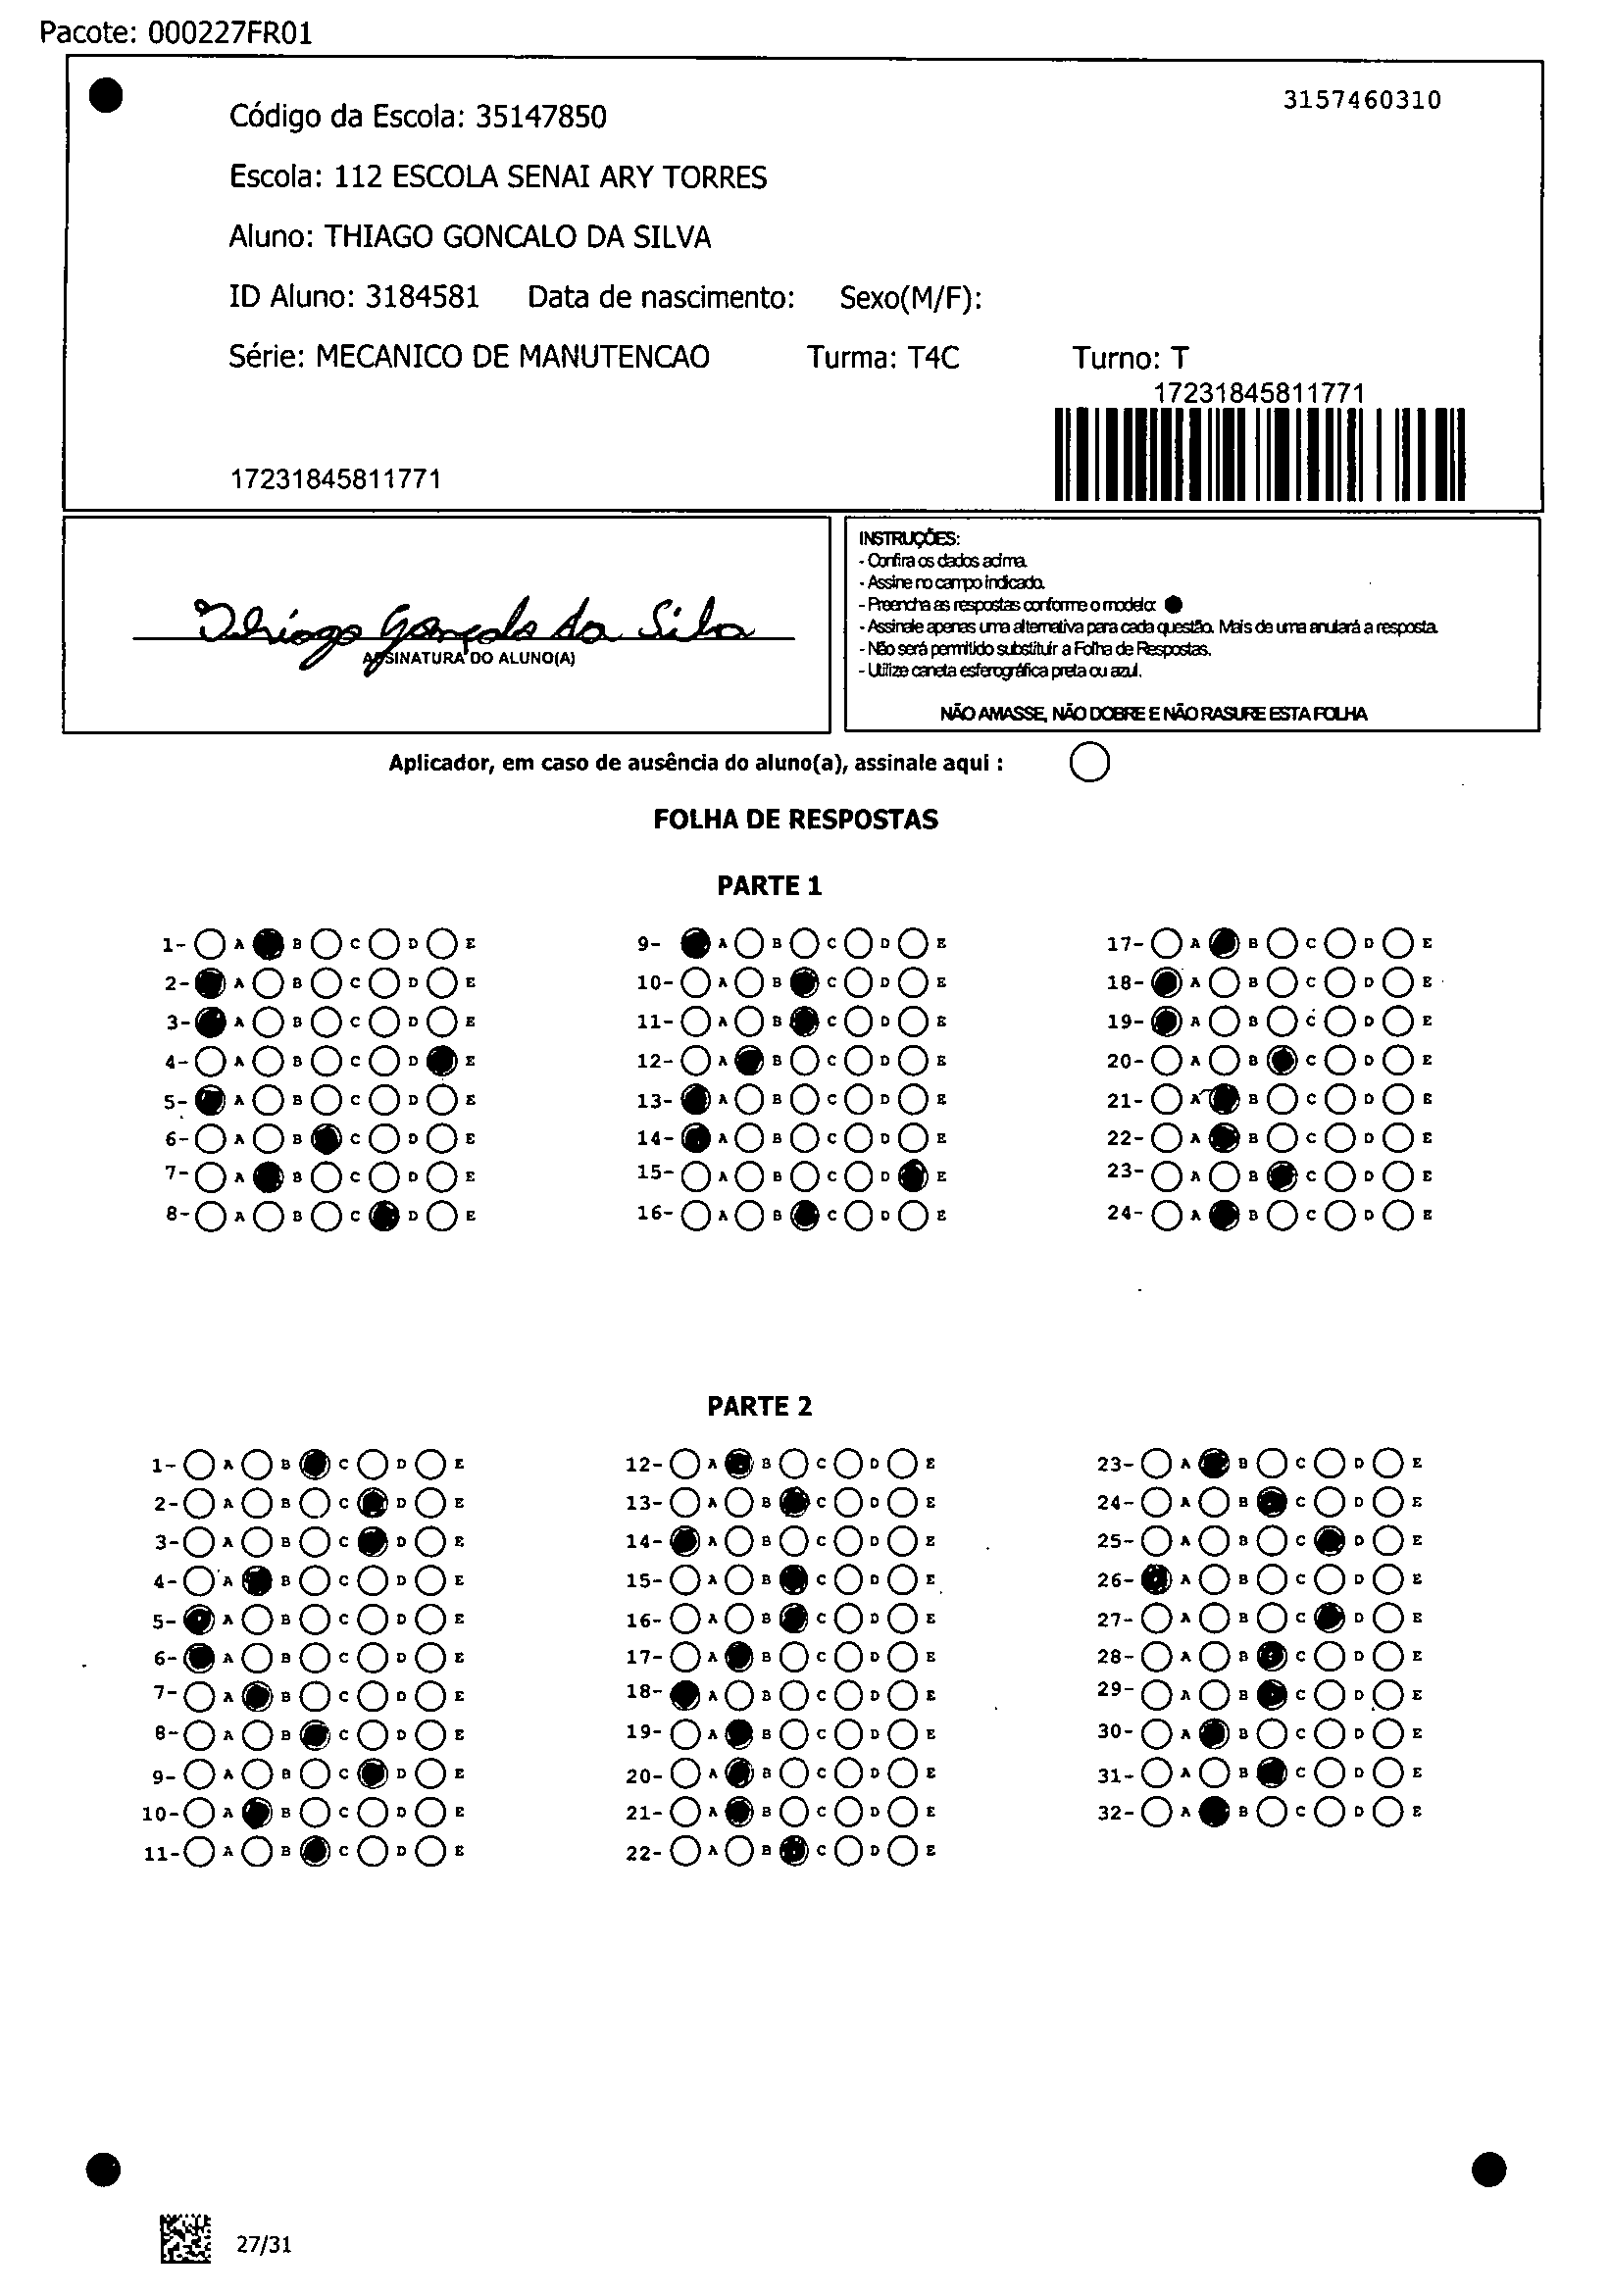 Pacote: 000227FR01
3157460310
Código da Escola: 35147850
Escola: 112 ESCOLA SENAI ARY TORRES
Aluno: THIAGO GONCALO DA SILVA
ID Aluno: 3184581 Data de nascimento: Sexo(M/F):
Série: MECANICO DE MANUTENCAO Turma: T4C Turno: T
17231845811771
17231845811771
Thiago Gonçalo da Silva
ASSINATURA DO ALUNO(A)
INSTRUÇÕES:
- Confira os dados acima.
- Assine no campo indicado.
- Preencha as respostas conforme o modelo:
- Assinale apenas uma alternativa para cada questão. Mais de uma anulará a resposta.
- Não será permitido substituir a Folha de Respostas.
- Utilize caneta esferográfica preta ou azul.
NÃO AMASSE, NÃO DOBRE E NÃO RASURE ESTA FOLHA
Aplicador, em caso de ausência do aluno(a), assinale aqui :
FOLHA DE RESPOSTAS
PARTE 1
1- A B C D E 9- A B C D E 17- A B C D E
2- A B C D E 10- A B C D E 18- A B C D E
3- A B C D E 11- A B C D E 19- A B C D E
4- A B C D E 12- A B C D E 20- A B C D E
5- A B C D E 13- A B C D E 21- A B C D E
6- A B C D E 14- A B C D E 22- A B C D E
7- A B C D E 15- A B C D E 23- A B C D E
8- A B C D E 16- A B C D E 24- A B C D E
PARTE 2
1- A B C D E 12- A B C D E 23- A B C D E
2- A B C D E 13- A B C D E 24- A B C D E
3- A B C D E 14- A B C D E 25- A B C D E
4- A B C D E 15- A B C D E 26- A B C D E
5- A B C D E 16- A B C D E 27- A B C D E
6- A B C D E 17- A B C D E 28- A B C D E
7- A B C D E 18- A B C D E 29- A B C D E
8- A B C D E 19- A B C D E 30- A B C D E
9- A B C D E 20- A B C D E 31- A B C D E
10- A B C D E 21- A B C D E 32- A B C D E
11- A B C D E 22- A B C D E
27/31